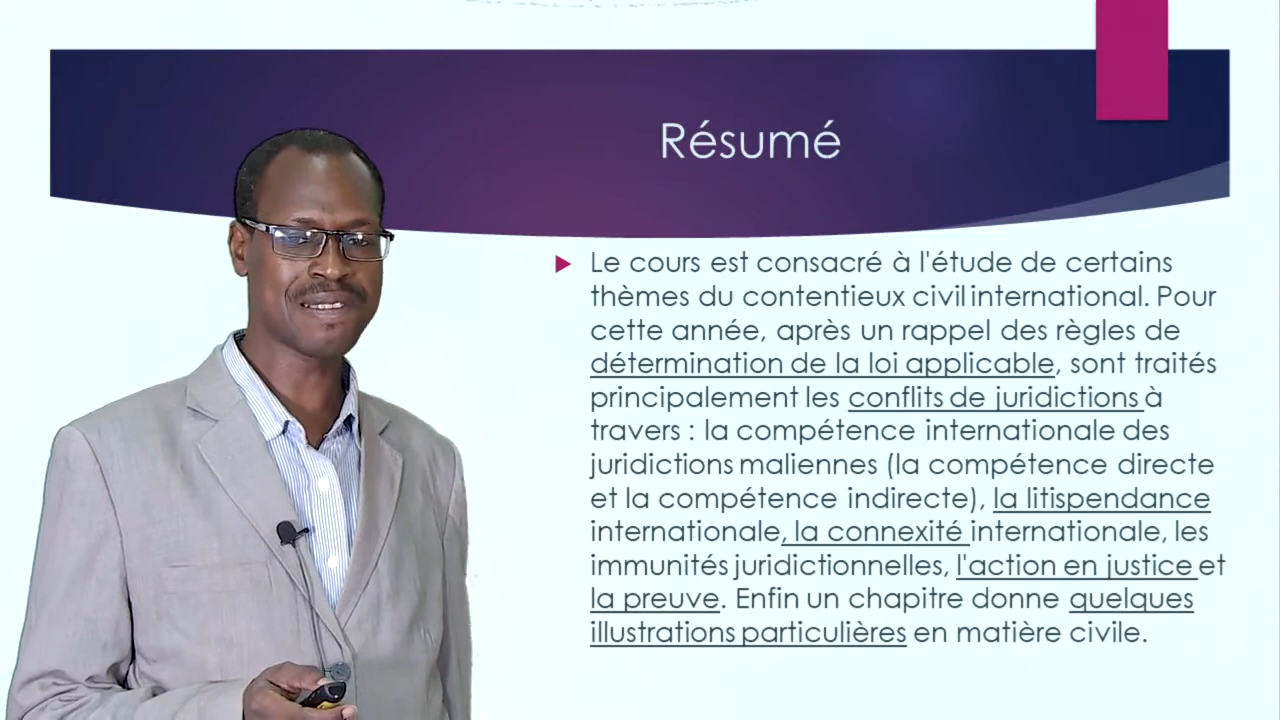 Résumé
Le cours est consacré à l'étude de certains
thèmes du contentieux civil international. Pour
cette année, après un rappel des règles de
détermination de la loi applicable, sont traités
principalement les conflits de juridictions à
travers : la compétence internationale des
juridictions maliennes (la compétence directe
et la compétence indirecte), la litispendance
internationale, la connexité internationale, les
immunités juridictionnelles, l'action en justice et
la preuve. Enfin un chapitre donne quelques
illustrations particulières en matière civile.